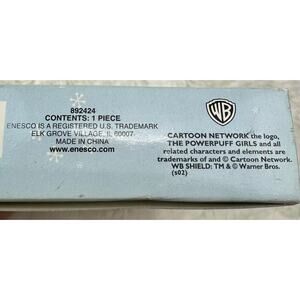 892424
CONTENTS: 1 PIECE
ENESCO IS A REGISTERED U.S. TRADEMARK
ELK GROVE VILLAGE, IL 60007
MADE IN CHINA
www.enesco.com
WB
CARTOON NETWORK the logo,
THE POWERPUFF GIRLS and all
related characters and elements are
trademarks of and © Cartoon Network.
WB SHIELD: TM & © Warner Bros.
(s02)